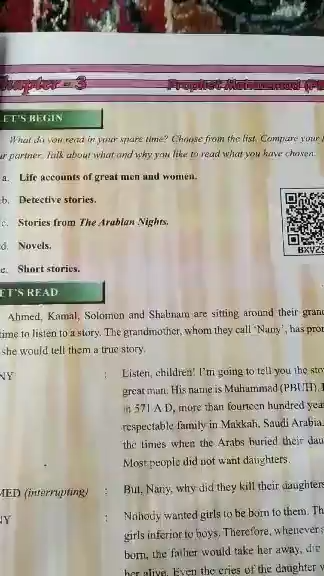 Chapter - 3 Prophet Mohammad (PB
LET'S BEGIN
What do you read in your spare time? Choose from the list. Compare your
ur partner. Talk about what and why you like to read what you have chosen.
a. Life accounts of great men and women.
b. Detective stories.
c. Stories from The Arabian Nights.
d. Novels.
e. Short stories.
BXVZ
LET'S READ
Ahmed, Kamal, Solomon and Shabnam are sitting around their gran
time to listen to a story. The grandmother, whom they call 'Nany', has pro
she would tell them a true story.
NY : Listen, children! I'm going to tell you the sto
great man. His name is Muhammad (PBUH).
in 571 A D, more than fourteen hundred yea
respectable family in Makkah, Saudi Arabia.
the times when the Arabs buried their dau
Most people did not want daughters.
MED (interrupting) : But, Nany, why did they kill their daughters
NY : Nobody wanted girls to be born to them. Th
girls inferior to boys. Therefore, whenever
born, the father would take her away, di
her alive. Even the cries of the daughter